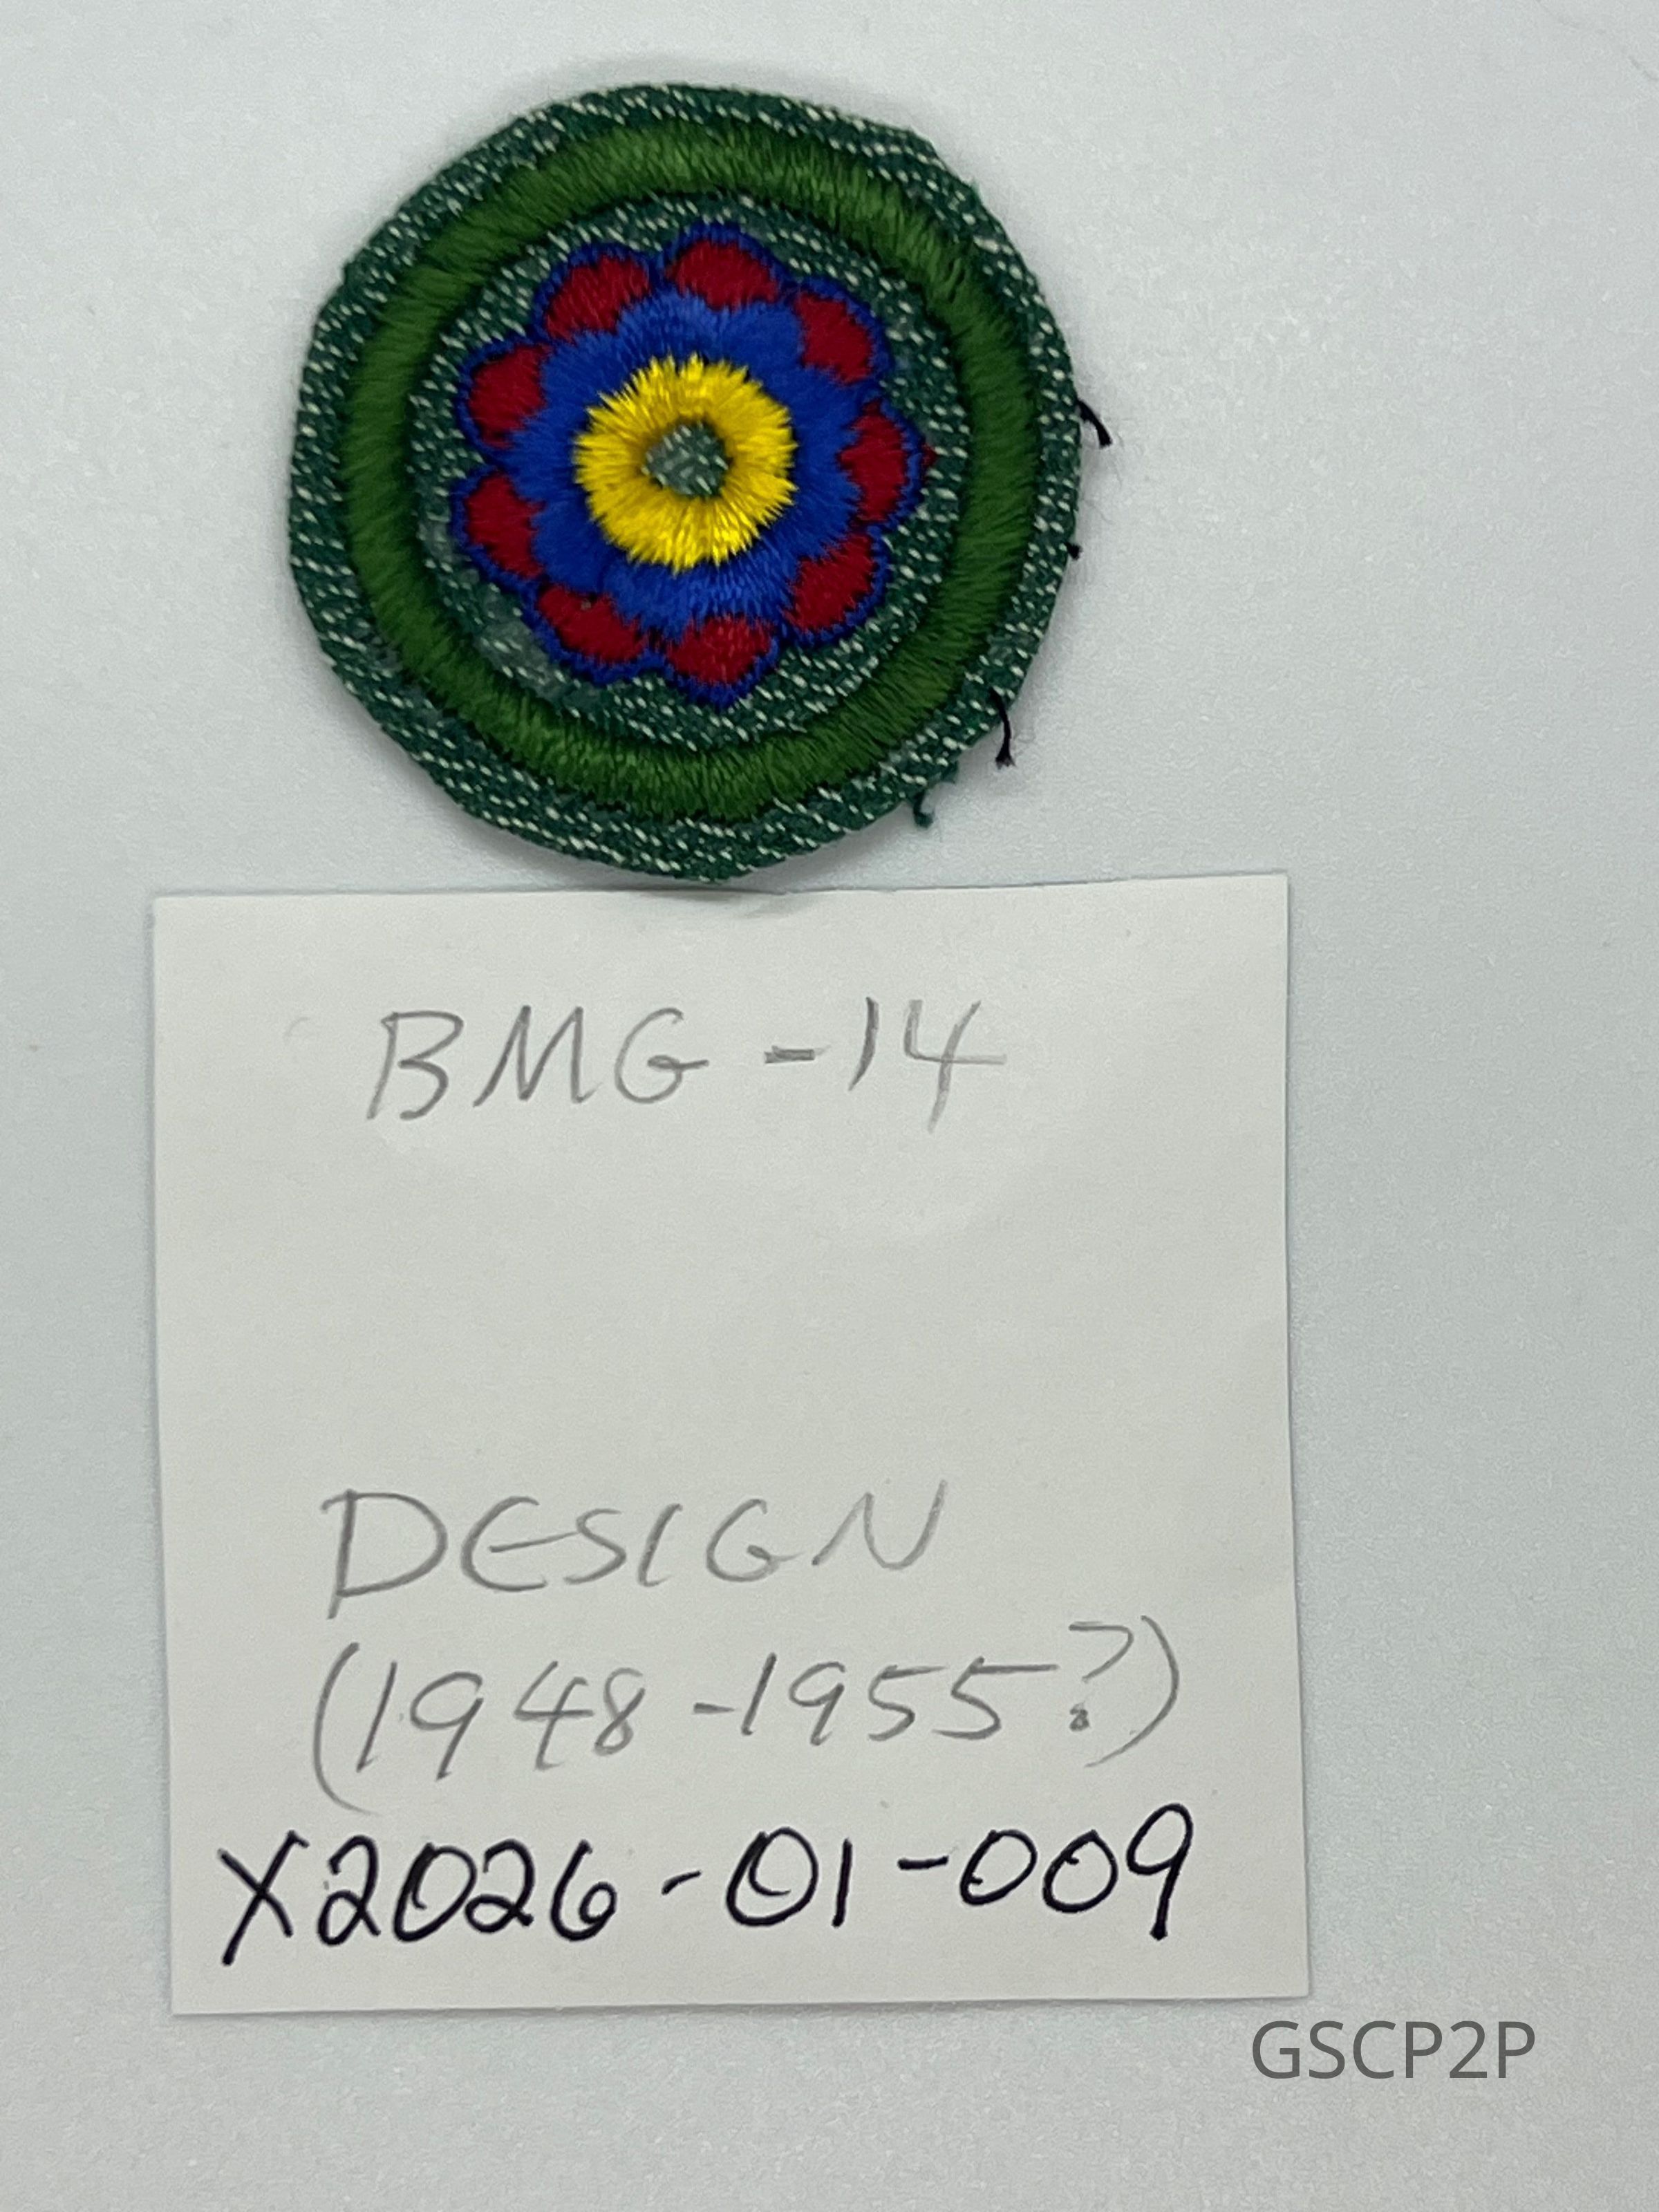 BMG-14
DESIGN
(1948-1955?)
X2026-01-009
GSCP2P